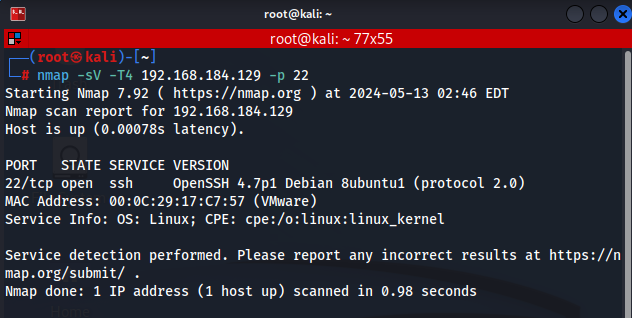 root@kali: ~
root@kali: ~ 77x55
┌──(root㉿kali)-[~]
└─# nmap -sV -T4 192.168.184.129 -p 22
Starting Nmap 7.92 ( https://nmap.org ) at 2024-05-13 02:46 EDT
Nmap scan report for 192.168.184.129
Host is up (0.00078s latency).
PORT   STATE SERVICE VERSION
22/tcp open  ssh     OpenSSH 4.7p1 Debian 8ubuntu1 (protocol 2.0)
MAC Address: 00:0C:29:17:C7:57 (VMware)
Service Info: OS: Linux; CPE: cpe:/o:linux:linux_kernel
Service detection performed. Please report any incorrect results at https://n
map.org/submit/ .
Nmap done: 1 IP address (1 host up) scanned in 0.98 seconds